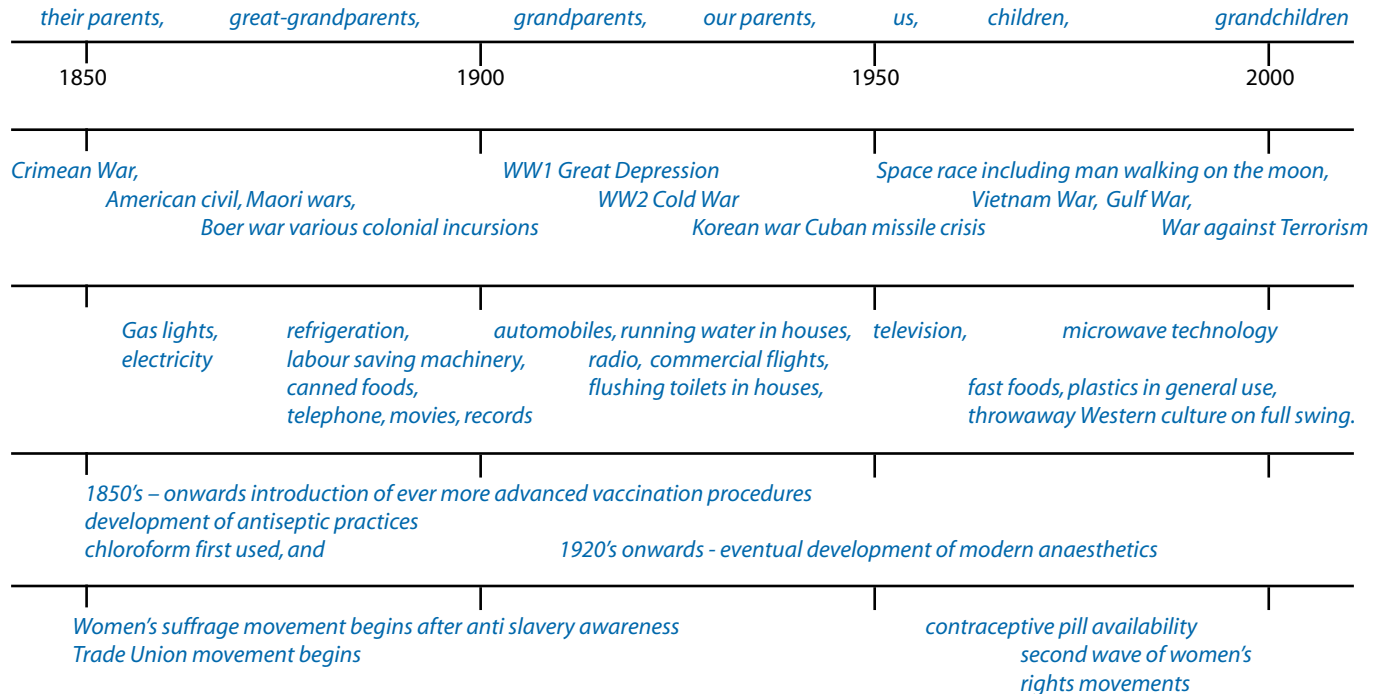 their parents, great-grandparents, grandparents, our parents, us, children, grandchildren
1850 1900 1950 2000
Crimean War, WW1 Great Depression Space race including man walking on the moon,
American civil, Maori wars, WW2 Cold War Vietnam War, Gulf War,
Boer war various colonial incursions Korean war Cuban missile crisis War against Terrorism
Gas lights, refrigeration, automobiles, running water in houses, television, microwave technology
electricity labour saving machinery, radio, commercial flights,
canned foods, flushing toilets in houses, fast foods, plastics in general use,
telephone, movies, records throwaway Western culture on full swing.
1850's – onwards introduction of ever more advanced vaccination procedures
development of antiseptic practices
chloroform first used, and 1920's onwards - eventual development of modern anaesthetics
Women's suffrage movement begins after anti slavery awareness contraceptive pill availability
Trade Union movement begins second wave of women's
rights movements